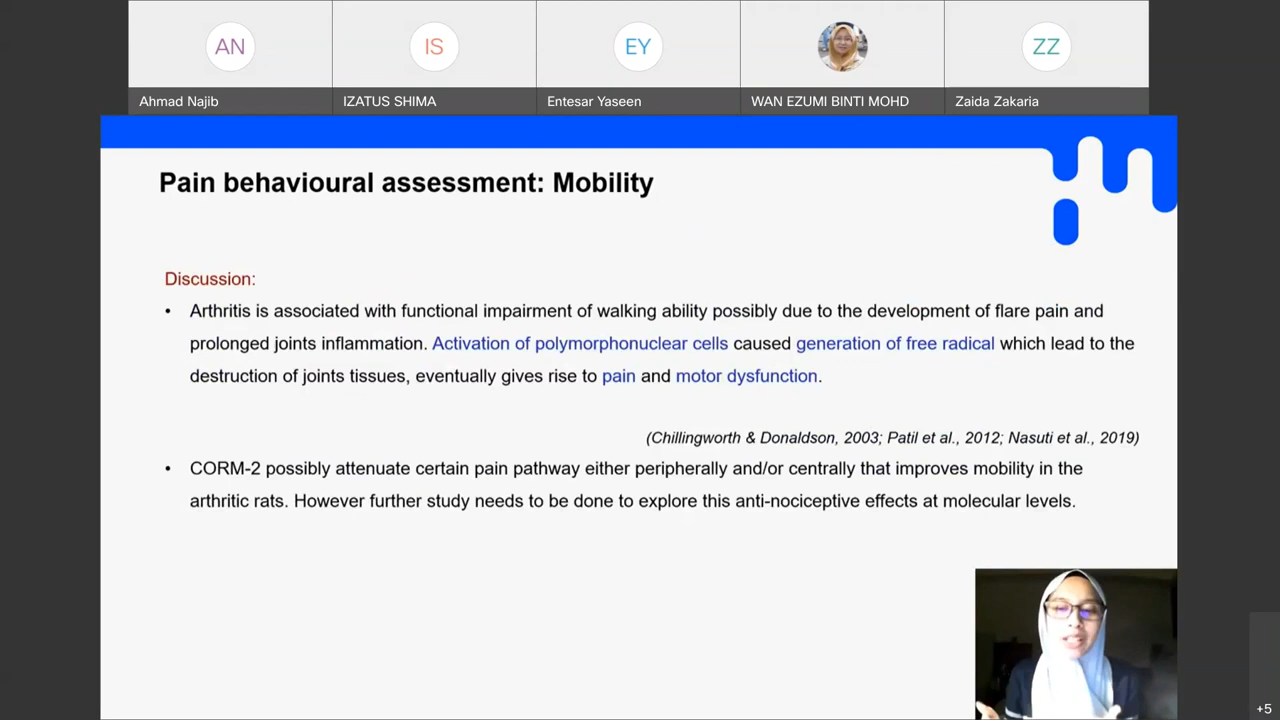 AN
IS
EY
ZZ
Ahmad Najib
IZATUS SHIMA
Entesar Yaseen
WAN EZUMI BINTI MOHD
Zaida Zakaria
Pain behavioural assessment: Mobility
Discussion:
• Arthritis is associated with functional impairment of walking ability possibly due to the development of flare pain and
prolonged joints inflammation. Activation of polymorphonuclear cells caused generation of free radical which lead to the
destruction of joints tissues, eventually gives rise to pain and motor dysfunction.
(Chillingworth & Donaldson, 2003; Patil et al., 2012; Nasuti et al., 2019)
• CORM-2 possibly attenuate certain pain pathway either peripherally and/or centrally that improves mobility in the
arthritic rats. However further study needs to be done to explore this anti-nociceptive effects at molecular levels.
+5